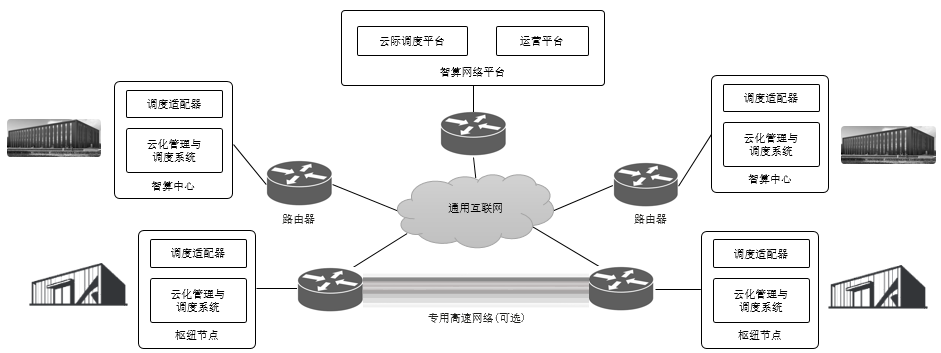 云际调度平台
运营平台
智算网络平台
调度适配器
云化管理与
调度系统
智算中心
调度适配器
云化管理与
调度系统
智算中心
路由器
通用互联网
路由器
调度适配器
云化管理与
调度系统
枢纽节点
专用高速网络(可选)
调度适配器
云化管理与
调度系统
枢纽节点